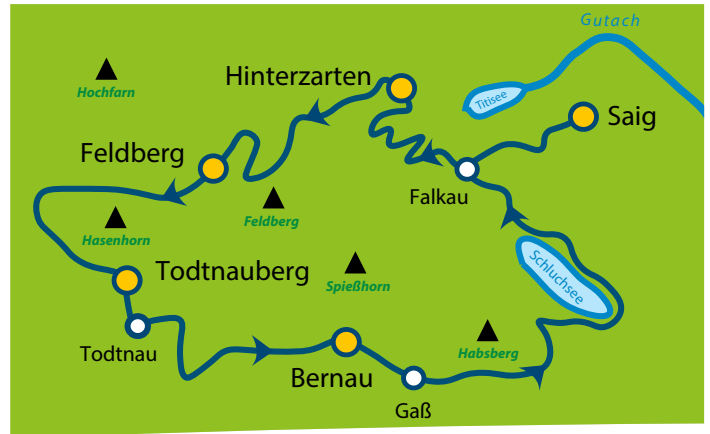 Gutach
Hochfarn
Hinterzarten
Titisee
Saig
Feldberg
Falkau
Feldberg
Hasenhorn
Todtnauberg
Spießhorn
Schluchsee
Todtnau
Bernau
Habsberg
Gaß